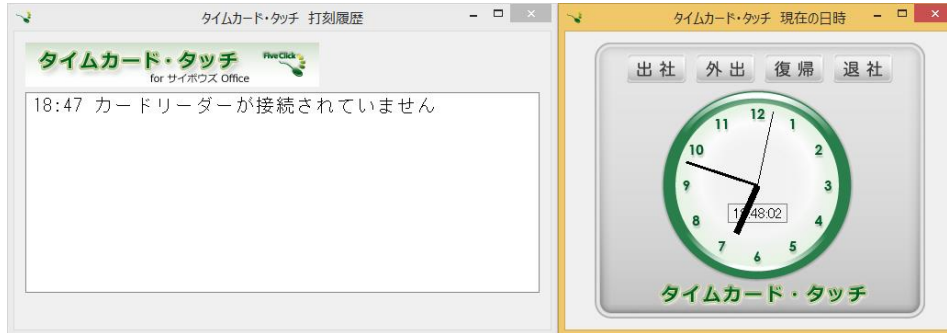 タイムカード・タッチ 打刻履歴
タイムカード・タッチ
FiveClick
for サイボウズ Office
18:47 カードリーダーが接続されていません
タイムカード・タッチ 現在の日時
出社 外出 復帰 退社
12
11 1
10 2
9 3
8 4
7 5
6
18:48:02
タイムカード・タッチ